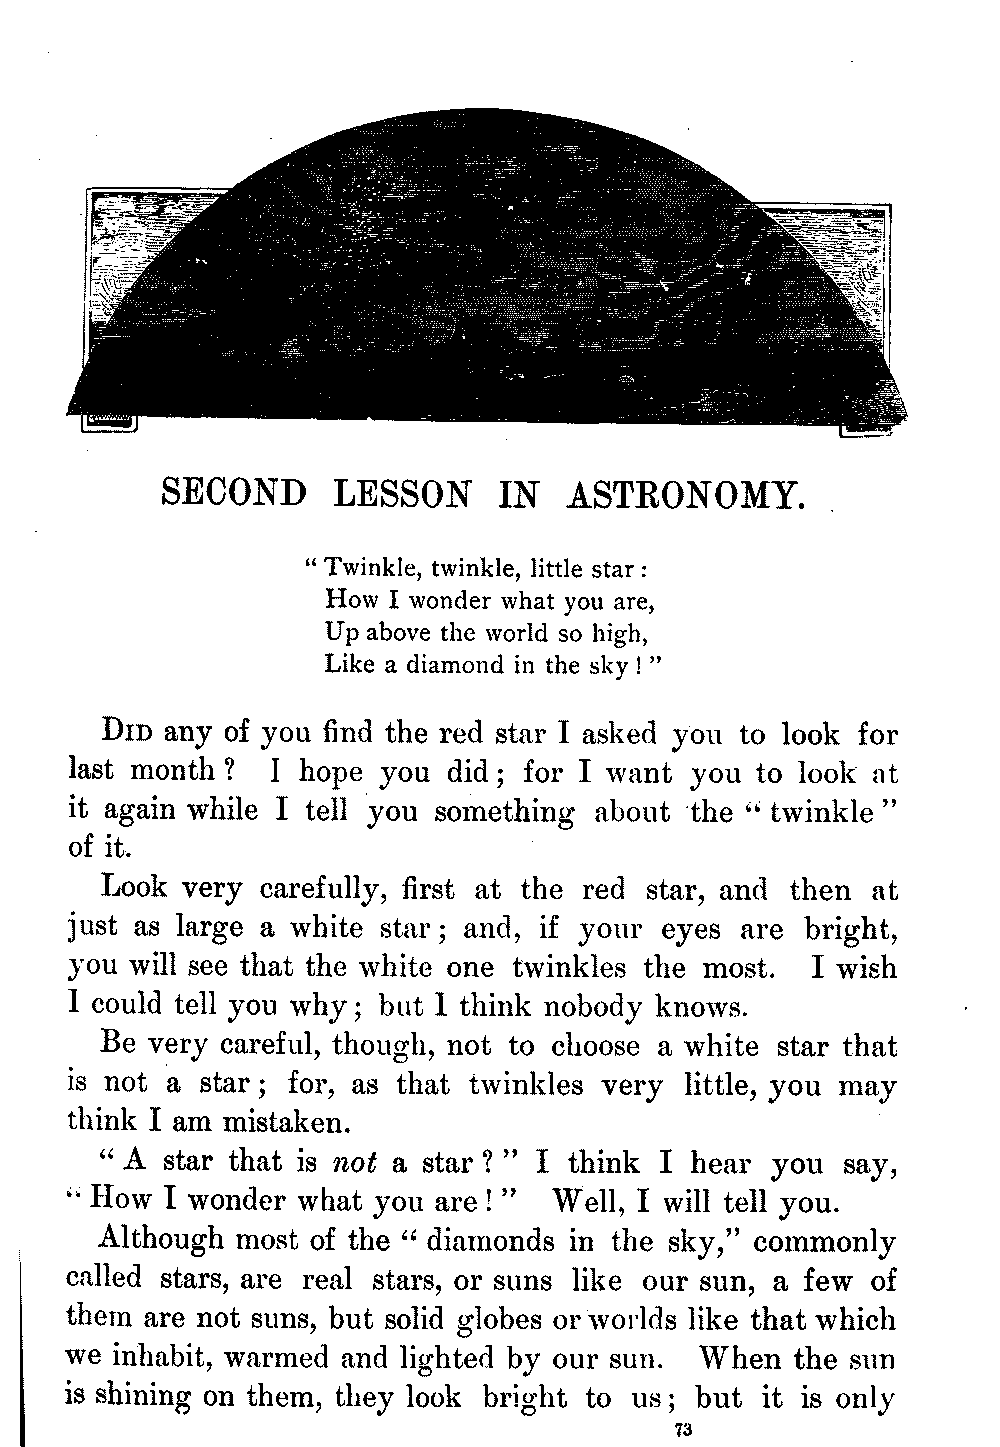 SECOND LESSON IN ASTRONOMY.
“ Twinkle, twinkle, little star :
How I wonder what you are,
Up above the world so high,
Like a diamond in the sky ! ”
DID any of you find the red star I asked you to look for
last month ? I hope you did ; for I want you to look at
it again while I tell you something about the “ twinkle ”
of it.
Look very carefully, first at the red star, and then at
just as large a white star ; and, if your eyes are bright,
you will see that the white one twinkles the most. I wish
I could tell you why ; but I think nobody knows.
Be very careful, though, not to choose a white star that
is not a star ; for, as that twinkles very little, you may
think I am mistaken.
“ A star that is not a star ? ” I think I hear you say,
“ How I wonder what you are ! ” Well, I will tell you.
Although most of the “ diamonds in the sky,” commonly
called stars, are real stars, or suns like our sun, a few of
them are not suns, but solid globes or worlds like that which
we inhabit, warmed and lighted by our sun. When the sun
is shining on them, they look bright to us ; but it is only
73